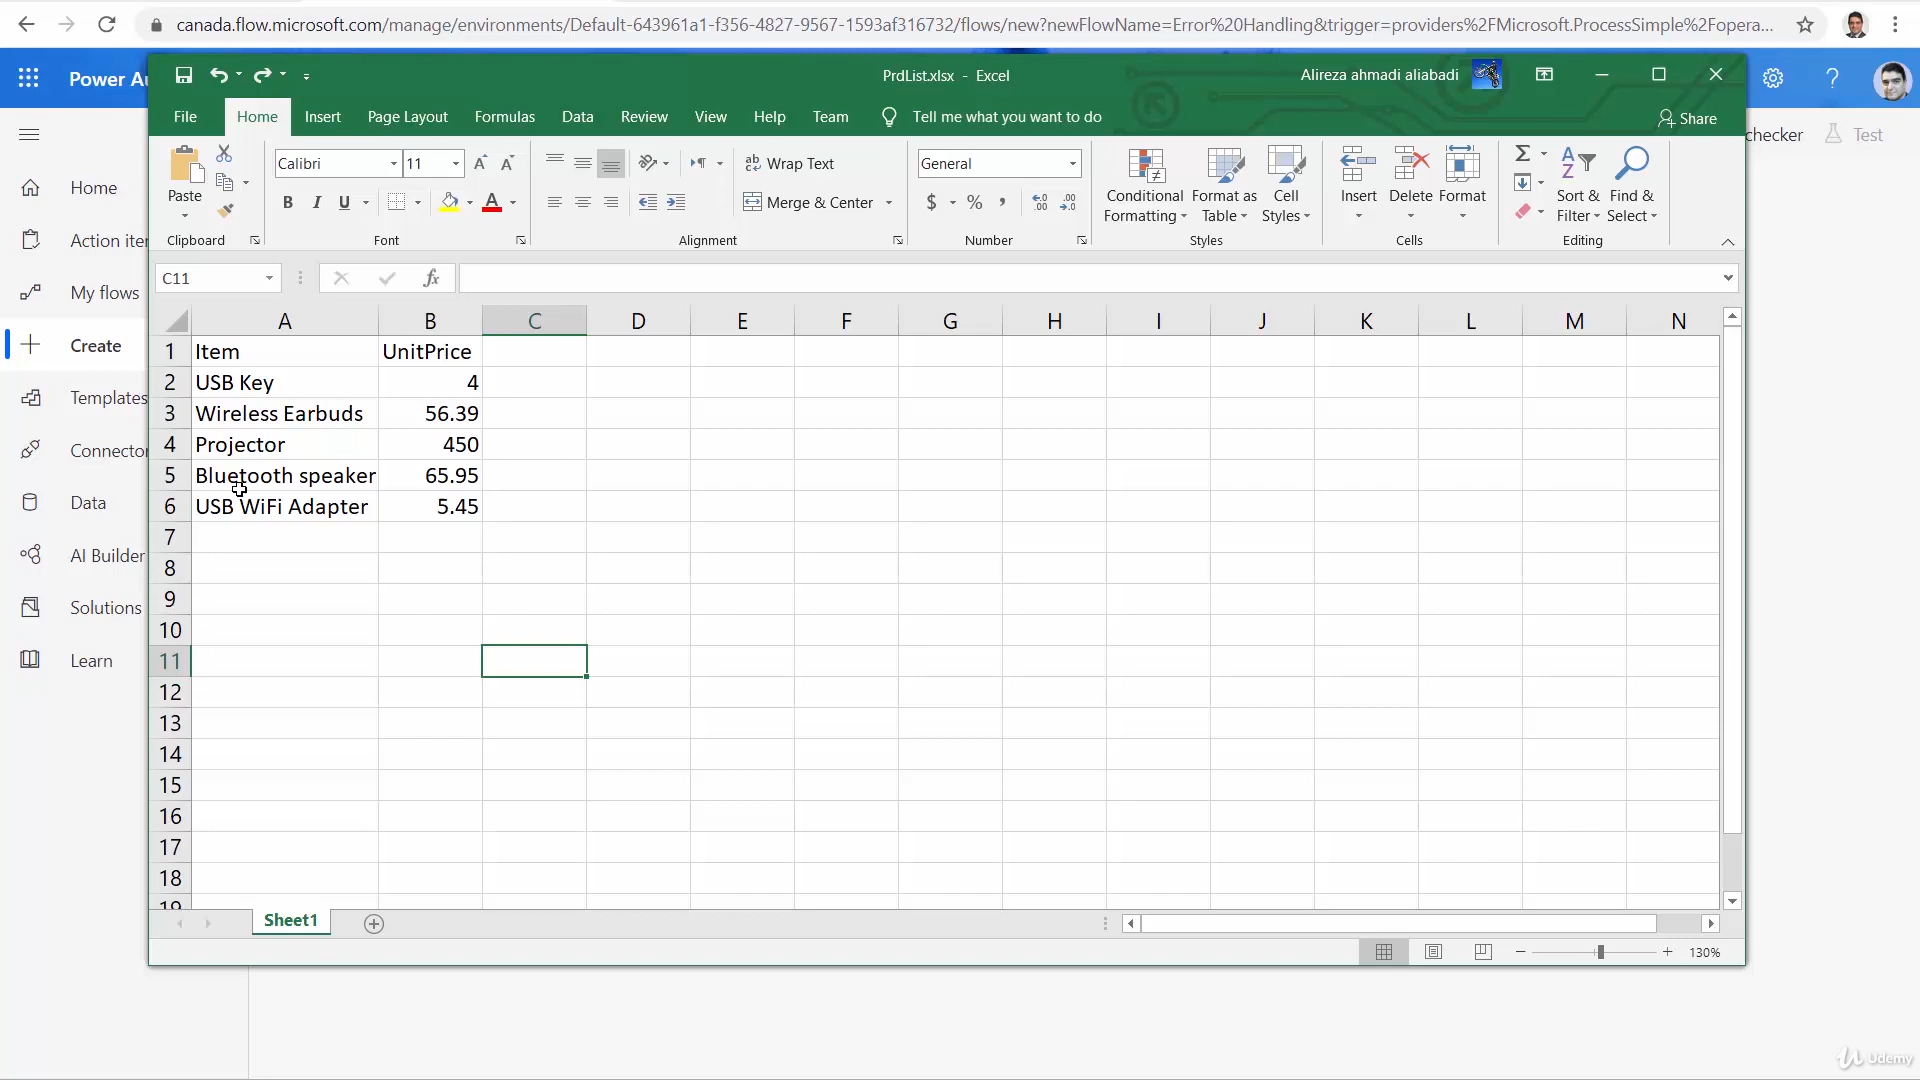 canada.flow.microsoft.com/manage/environments/Default-643961a1-f356-4827-9567-1593af316732/flows/new?newFlowName=Error%20Handling&trigger=providers%2FMicrosoft.ProcessSimple%2Fopera...
Power Au
PrdList.xlsx - Excel
Alireza ahmadi aliabadi
File Home Insert Page Layout Formulas Data Review View Help Team Tell me what you want to do Share
checker Test
Paste
Clipboard
Calibri 11
B I U A
Font
Wrap Text
Merge & Center
Alignment
General
$ % ,
Number
Conditional Formatting
Format as Table
Cell Styles
Styles
Insert Delete Format
Cells
Sort & Filter
Find & Select
Editing
C11 fx
A B C D E F G H I J K L M N
1 Item UnitPrice
2 USB Key 4
3 Wireless Earbuds 56.39
4 Projector 450
5 Bluetooth speaker 65.95
6 USB WiFi Adapter 5.45
7
8
9
10
11
12
13
14
15
16
17
18
19
Sheet1
130%
Home
Action iter
My flows
Create
Templates
Connector
Data
AI Builder
Solutions
Learn
Udemy